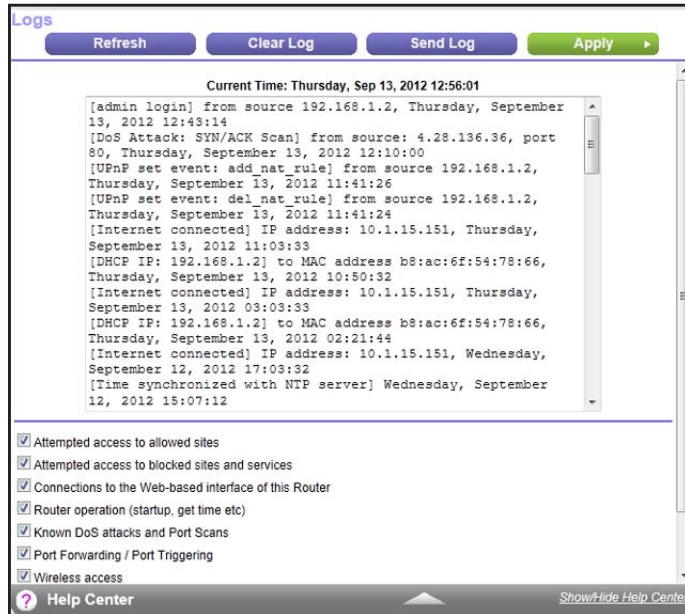 Logs
Refresh Clear Log Send Log Apply
Current Time: Thursday, Sep 13, 2012 12:56:01
[admin login] from source 192.168.1.2, Thursday, September
13, 2012 12:43:14
[DoS Attack: SYN/ACK Scan] from source: 4.28.136.36, port
80, Thursday, September 13, 2012 12:10:00
[UPnP set event: add_nat_rule] from source 192.168.1.2,
Thursday, September 13, 2012 11:41:26
[UPnP set event: del_nat_rule] from source 192.168.1.2,
Thursday, September 13, 2012 11:41:24
[Internet connected] IP address: 10.1.15.151, Thursday,
September 13, 2012 11:03:33
[DHCP IP: 192.168.1.2] to MAC address b8:ac:6f:54:78:66,
Thursday, September 13, 2012 10:50:32
[Internet connected] IP address: 10.1.15.151, Thursday,
September 13, 2012 03:03:33
[DHCP IP: 192.168.1.2] to MAC address b8:ac:6f:54:78:66,
Thursday, September 13, 2012 02:21:44
[Internet connected] IP address: 10.1.15.151, Wednesday,
September 12, 2012 17:03:32
[Time synchronized with NTP server] Wednesday, September
12, 2012 15:07:12
Attempted access to allowed sites
Attempted access to blocked sites and services
Connections to the Web-based interface of this Router
Router operation (startup, get time etc)
Known DoS attacks and Port Scans
Port Forwarding / Port Triggering
Wireless access
? Help Center Show/Hide Help Center